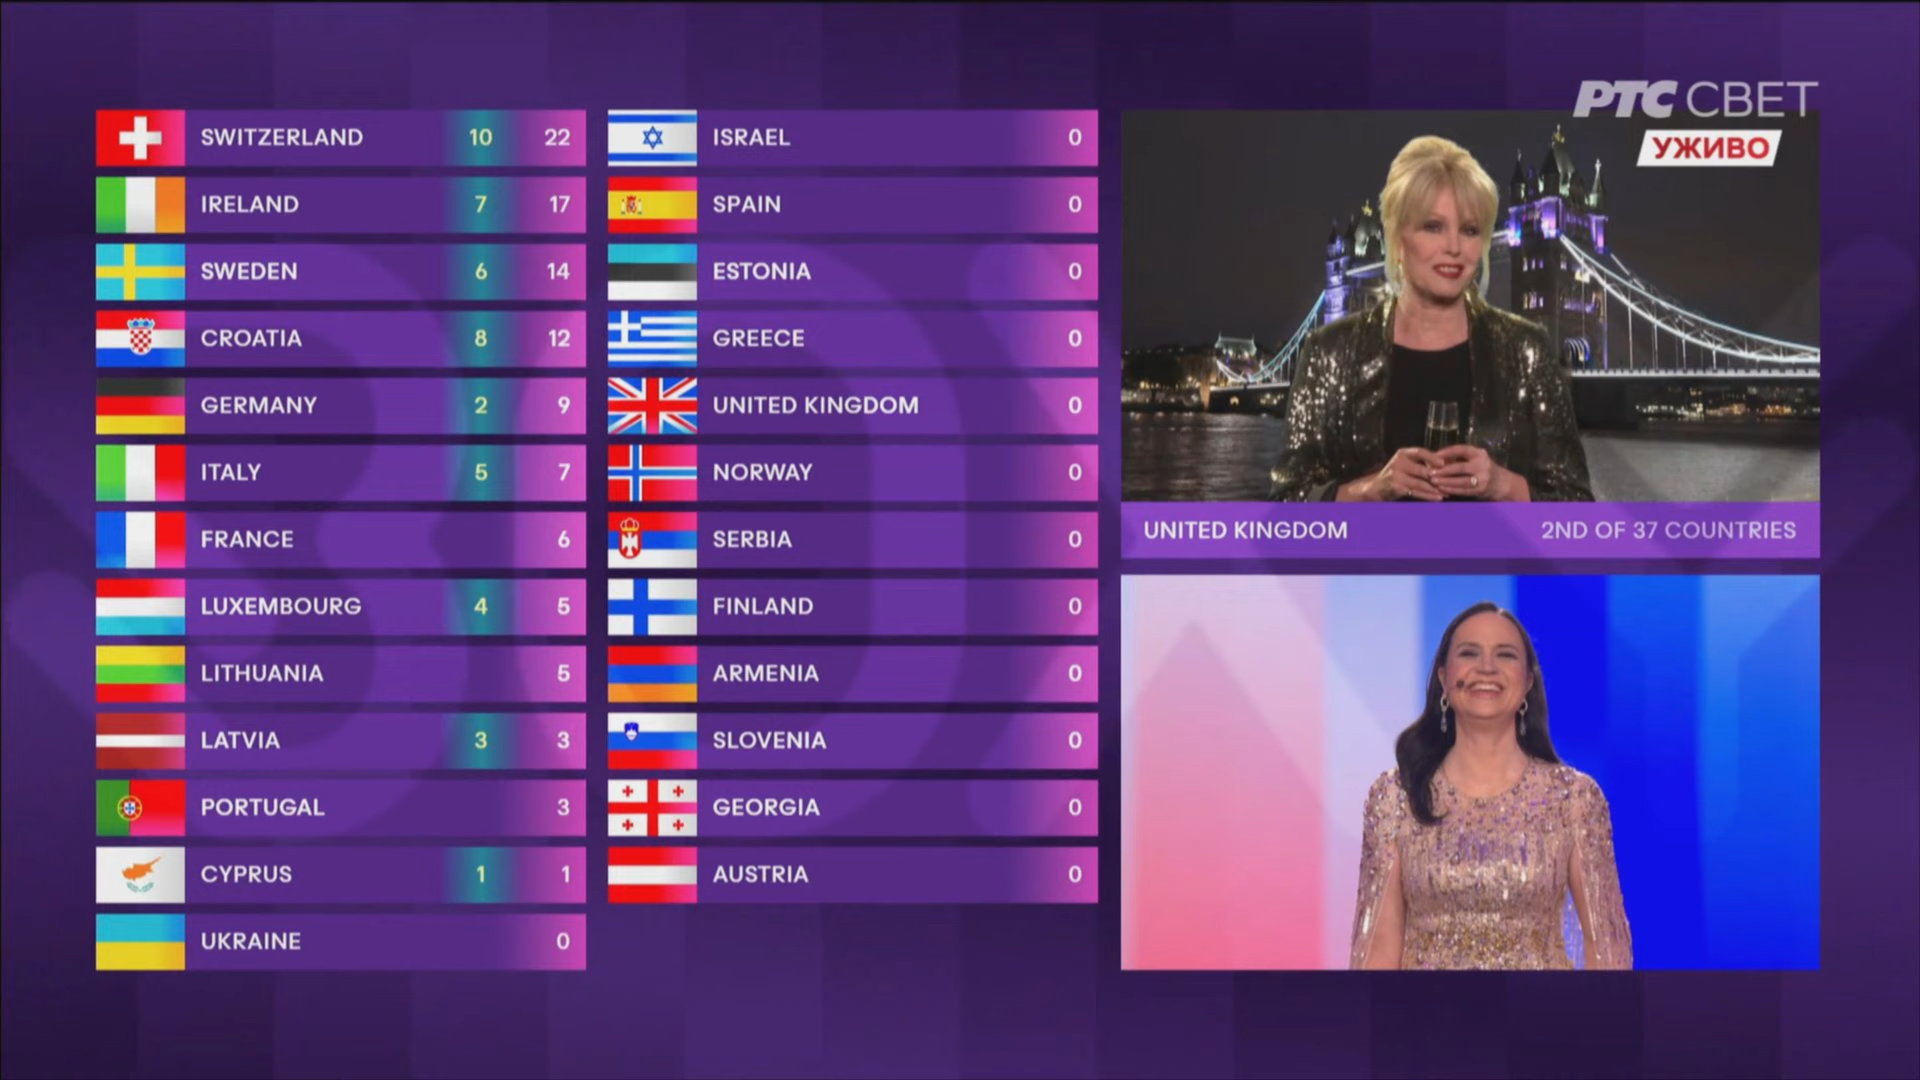 РТС СВЕТ
УЖИВО
SWITZERLAND 10 22
IRELAND 7 17
SWEDEN 6 14
CROATIA 8 12
GERMANY 2 9
ITALY 5 7
FRANCE 6
LUXEMBOURG 4 5
LITHUANIA 5
LATVIA 3 3
PORTUGAL 3
CYPRUS 1 1
UKRAINE 0
ISRAEL 0
SPAIN 0
ESTONIA 0
GREECE 0
UNITED KINGDOM 0
NORWAY 0
SERBIA 0
FINLAND 0
ARMENIA 0
SLOVENIA 0
GEORGIA 0
AUSTRIA 0
UNITED KINGDOM 2ND OF 37 COUNTRIES